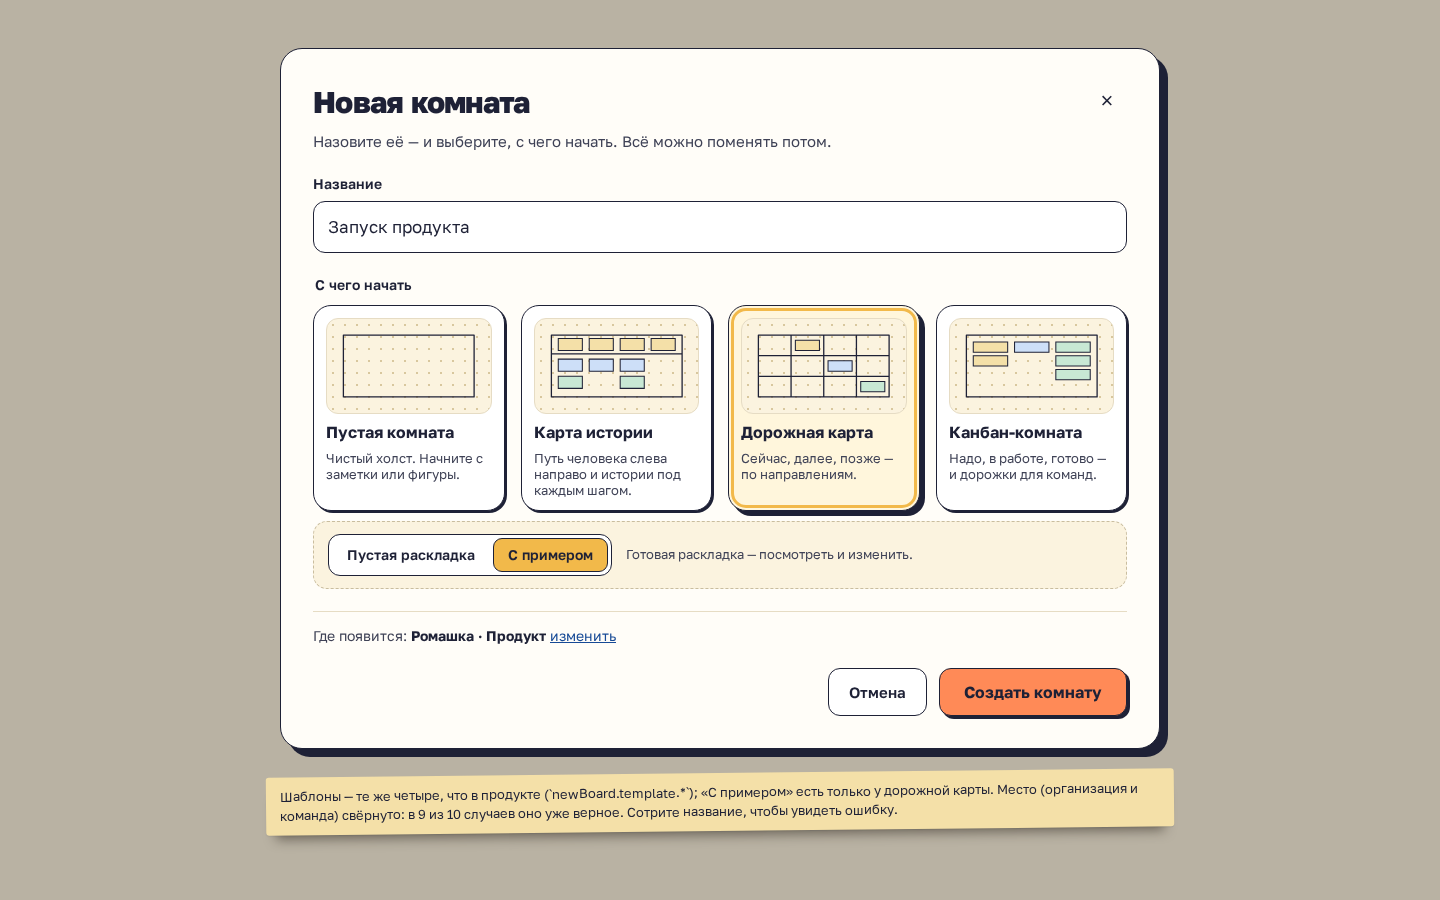 Новая комната
×
Назовите её — и выберите, с чего начать. Всё можно поменять потом.
Название
Запуск продукта
С чего начать
Пустая комната
Чистый холст. Начните с
заметки или фигуры.
Карта истории
Путь человека слева
направо и истории под
каждым шагом.
Дорожная карта
Сейчас, далее, позже —
по направлениям.
Канбан-комната
Надо, в работе, готово —
и дорожки для команд.
Пустая раскладка
С примером
Готовая раскладка — посмотреть и изменить.
Где появится: Ромашка · Продукт изменить
Отмена
Создать комнату
Шаблоны — те же четыре, что в продукте (`newBoard.template.*`); «С примером» есть только у дорожной карты. Место (организация и
команда) свёрнуто: в 9 из 10 случаев оно уже верное. Сотрите название, чтобы увидеть ошибку.